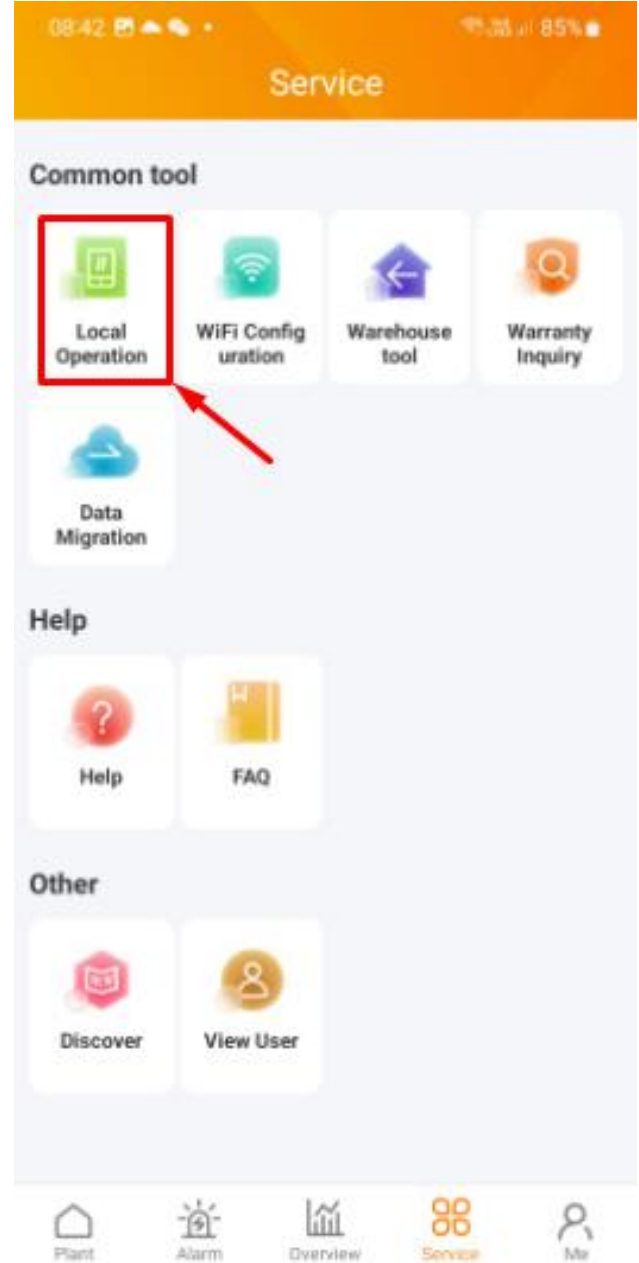 08:42 85%
Service
Common tool
Local
Operation
WiFi Config
uration
Warehouse
tool
Warranty
Inquiry
Data
Migration
Help
Help
FAQ
Other
Discover
View User
Plant
Alarm
Overview
Service
Me